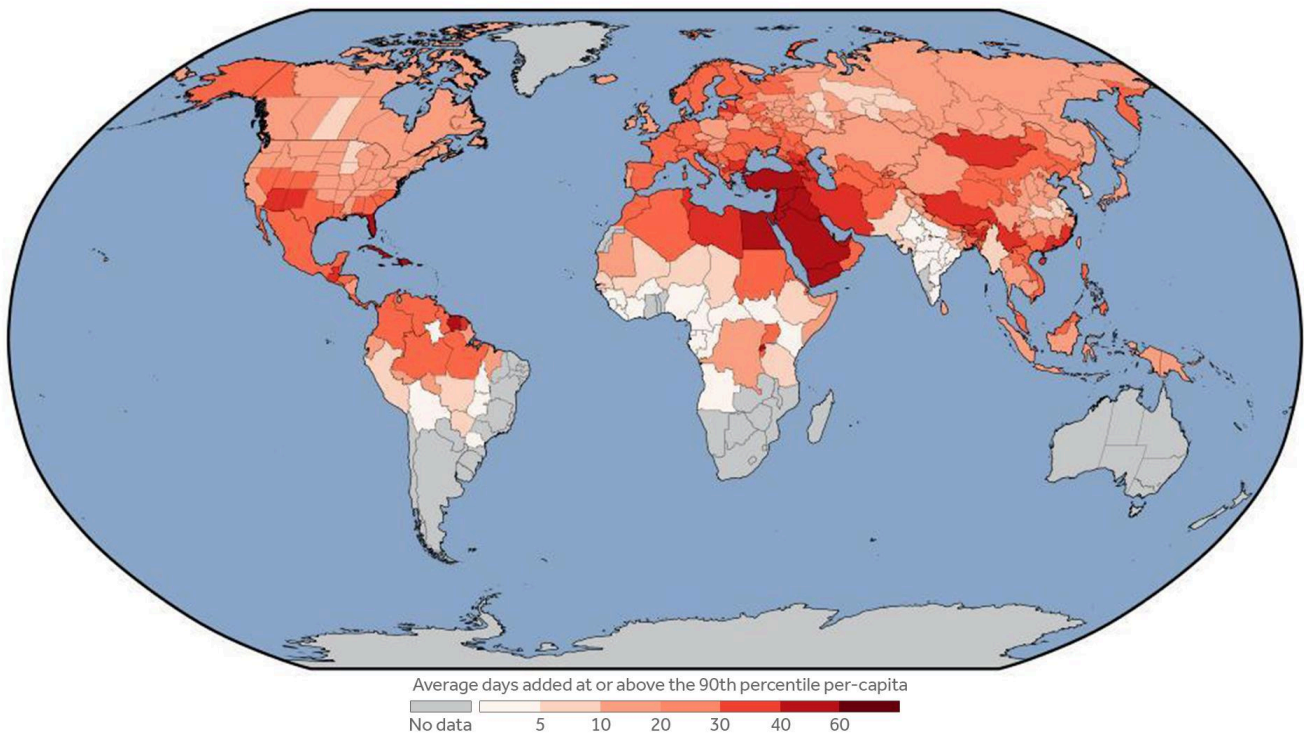 Average days added at or above the 90th percentile per-capita
No data 5 10 20 30 40 60